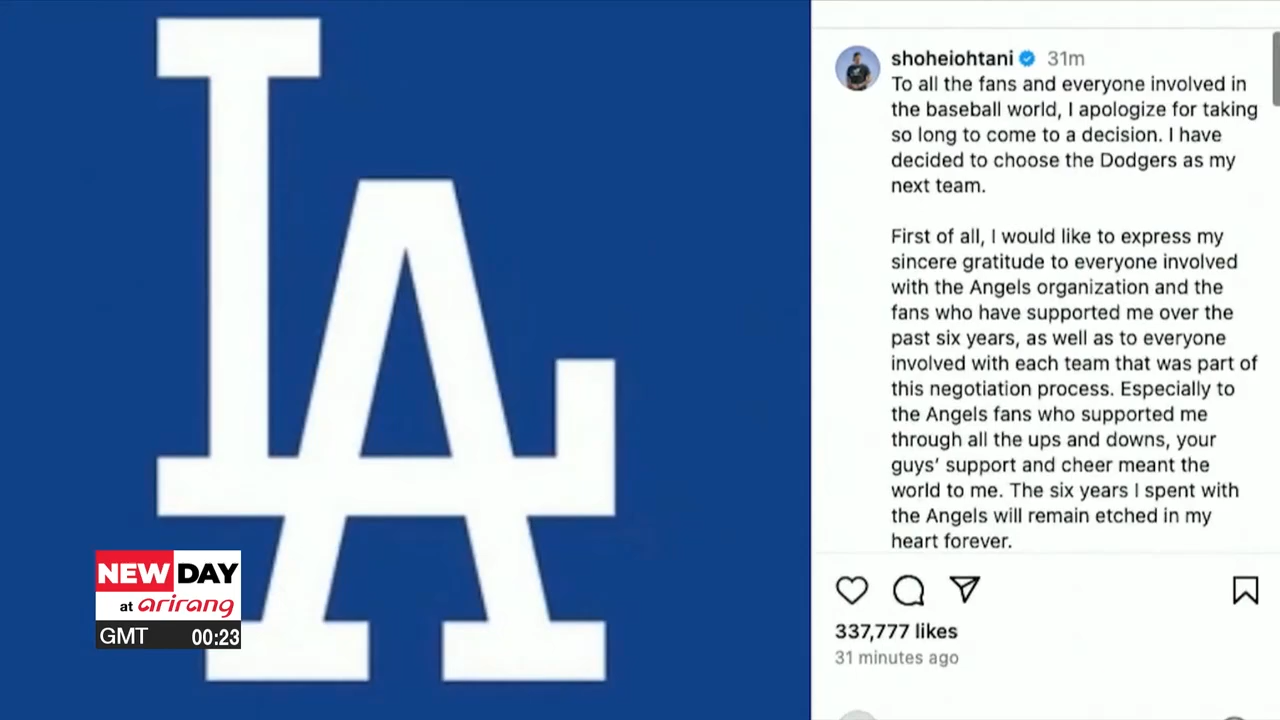 LA
shoheiohtani 31m
To all the fans and everyone involved in
the baseball world, I apologize for taking
so long to come to a decision. I have
decided to choose the Dodgers as my
next team.
First of all, I would like to express my
sincere gratitude to everyone involved
with the Angels organization and the
fans who have supported me over the
past six years, as well as to everyone
involved with each team that was part of
this negotiation process. Especially to
the Angels fans who supported me
through all the ups and downs, your
guys’ support and cheer meant the
world to me. The six years I spent with
the Angels will remain etched in my
heart forever.
337,777 likes
31 minutes ago
NEW DAY
at arirang
GMT 00:23